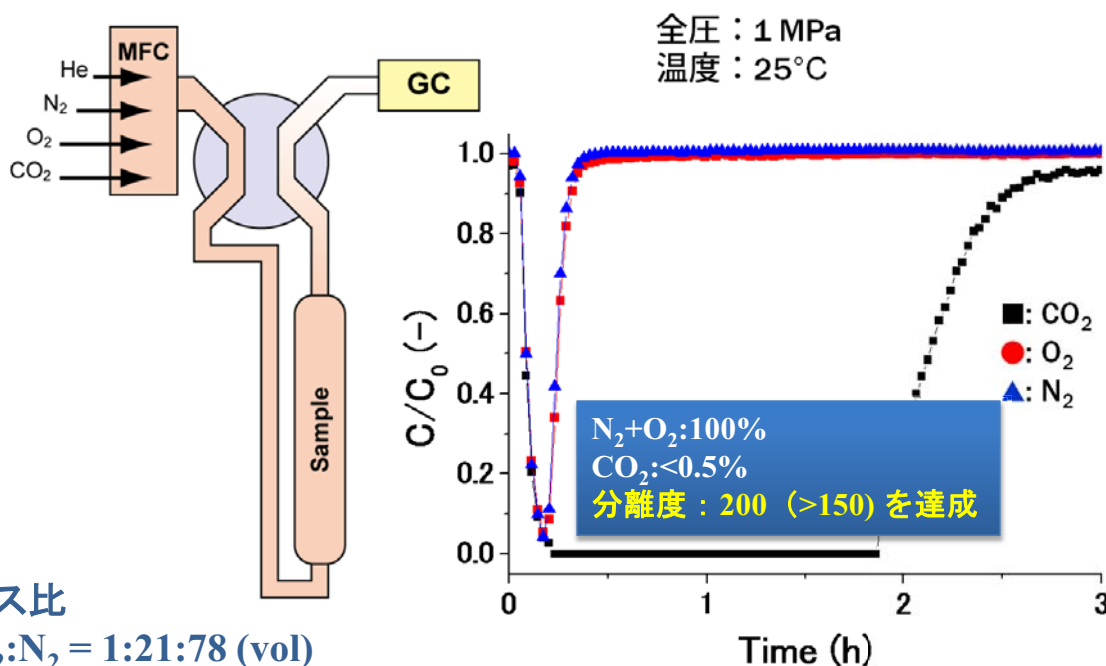 全圧：1 MPa
温度：25°C
MFC
He
N₂
O₂
CO₂
GC
Sample
C/C₀ (−)
1.0
0.8
0.6
0.4
0.2
0.0
■: CO₂
●: O₂
▲: N₂
N₂+O₂:100%
CO₂:<0.5%
分離度：200（>150) を達成
0 1 2 3
Time (h)
ス比
:N₂ = 1:21:78 (vol)